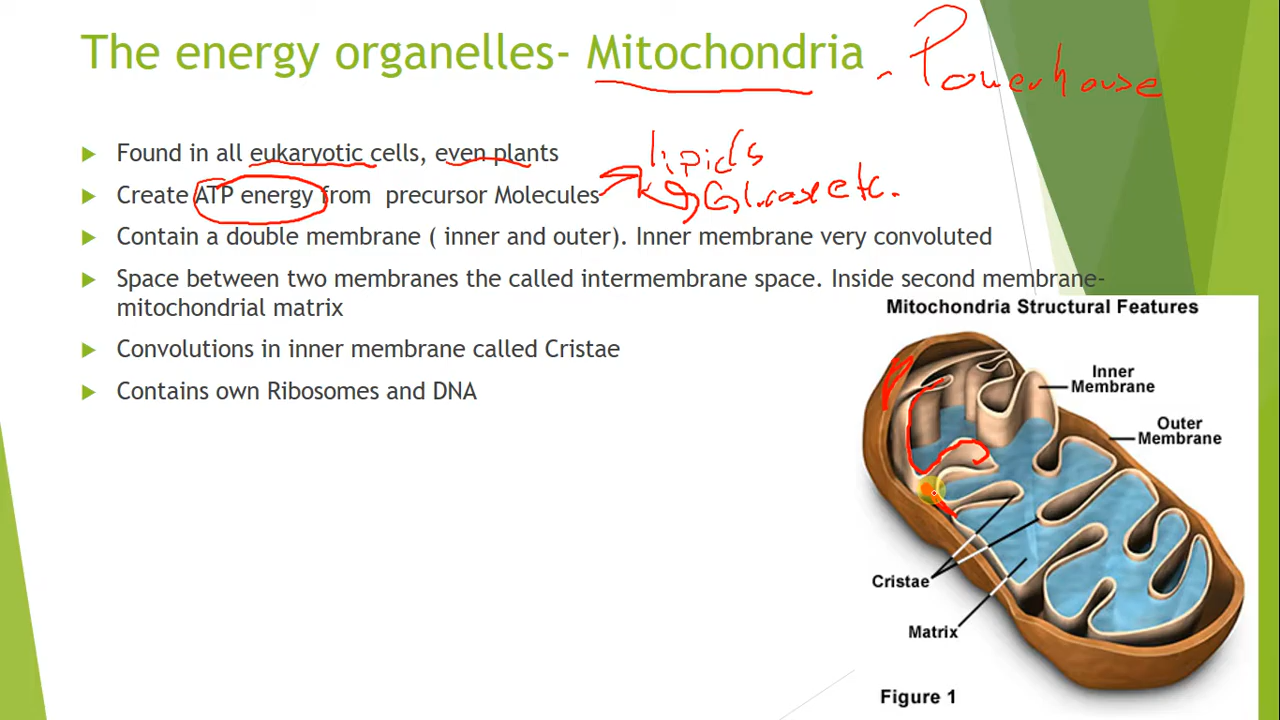 The energy organelles- Mitochondria - Powerhouse
Found in all eukaryotic cells, even plants
lipids
Create ATP energy from precursor Molecules
Glucose etc.
Contain a double membrane ( inner and outer). Inner membrane very convoluted
Space between two membranes the called intermembrane space. Inside second membrane-
mitochondrial matrix
Convolutions in inner membrane called Cristae
Contains own Ribosomes and DNA
Mitochondria Structural Features
Inner
Membrane
Outer
Membrane
Cristae
Matrix
Figure 1